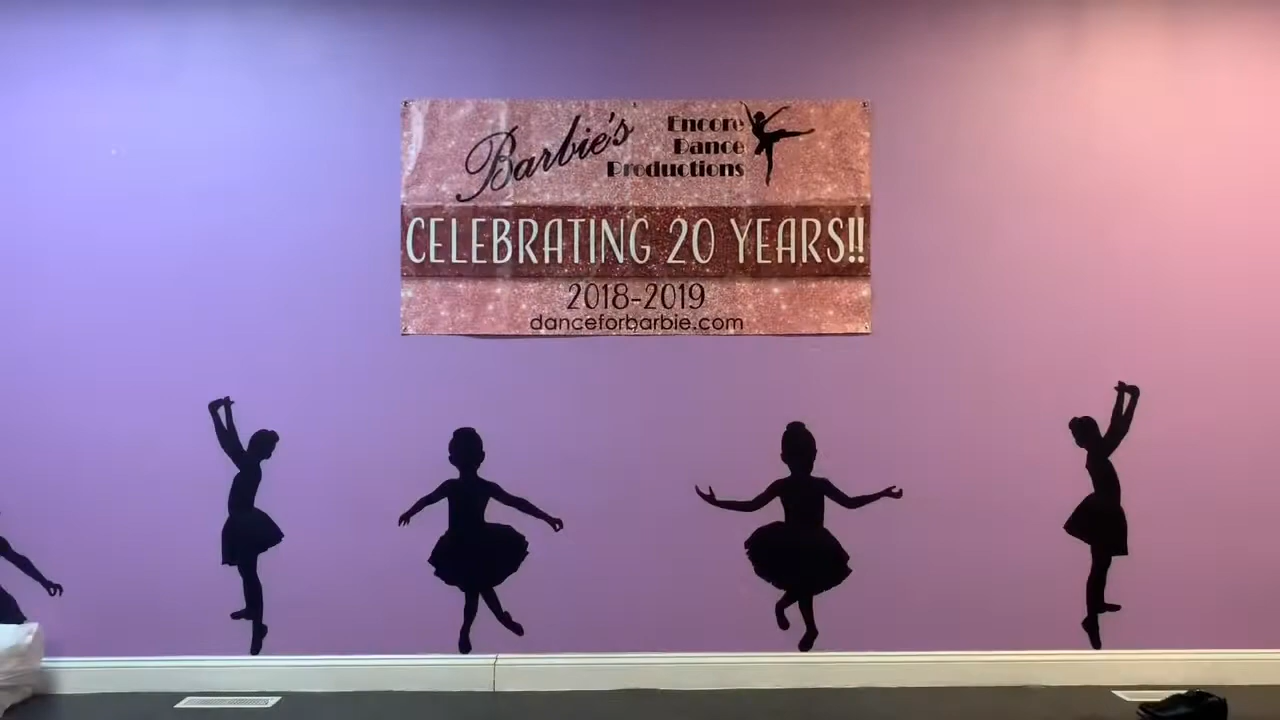 Barbie's
Encore
Dance
Productions
CELEBRATING 20 YEARS!!
2018-2019
danceforbarbie.com